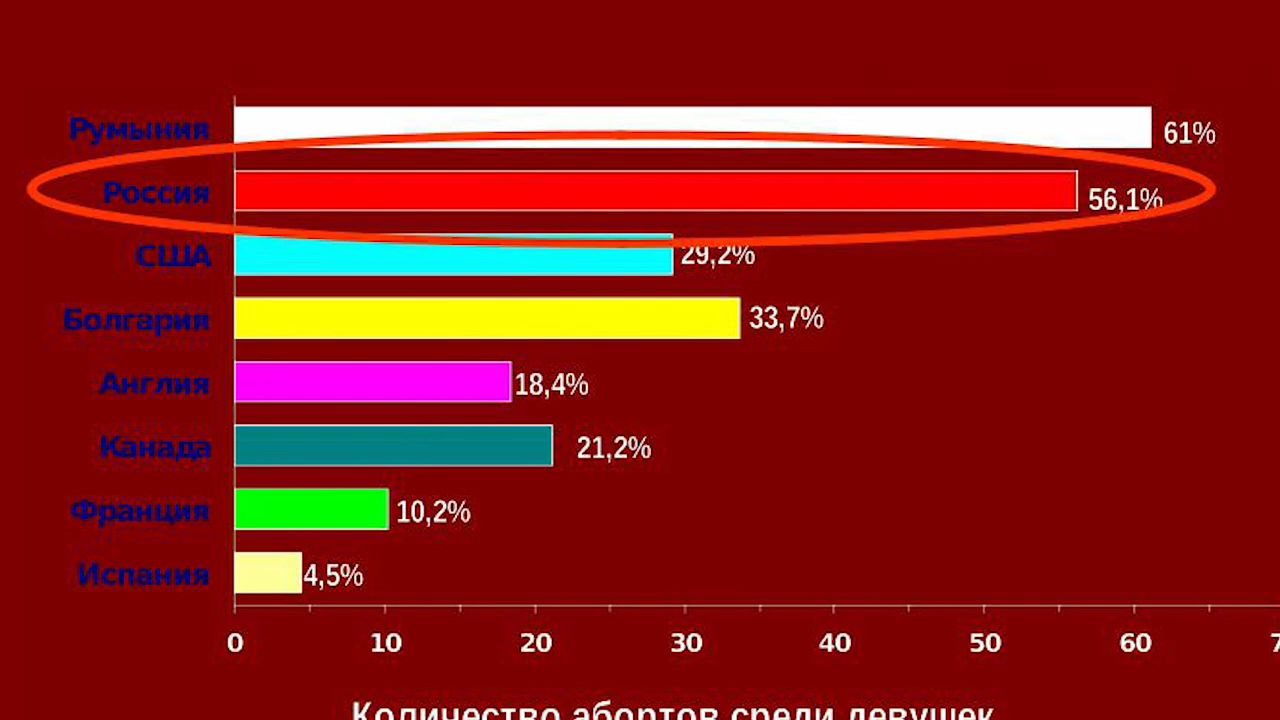 Румыния 61%
Россия 56,1%
США 29,2%
Болгария 33,7%
Англия 18,4%
Канада 21,2%
Франция 10,2%
Испания 4,5%
0 10 20 30 40 50 60 7
Количество абортов среди девушек